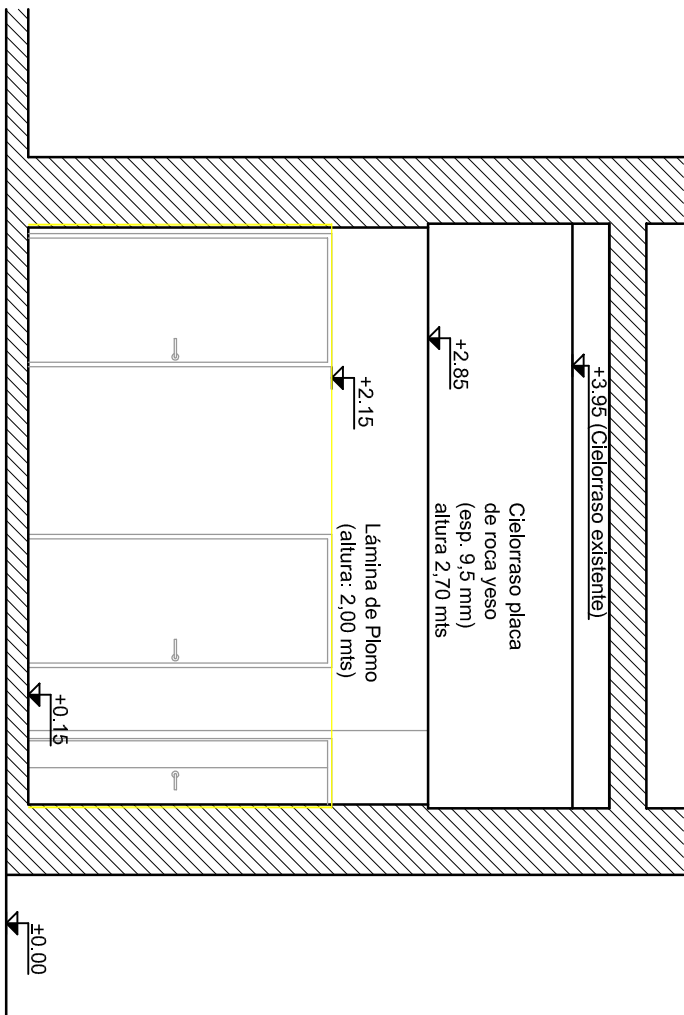 +3.95 (Cielorraso existente)
+2.85
Cielorraso placa
de roca yeso
(esp. 9,5 mm)
altura 2,70 mts
+2.15
Lámina de Plomo
(altura: 2,00 mts)
+0.15
±0.00